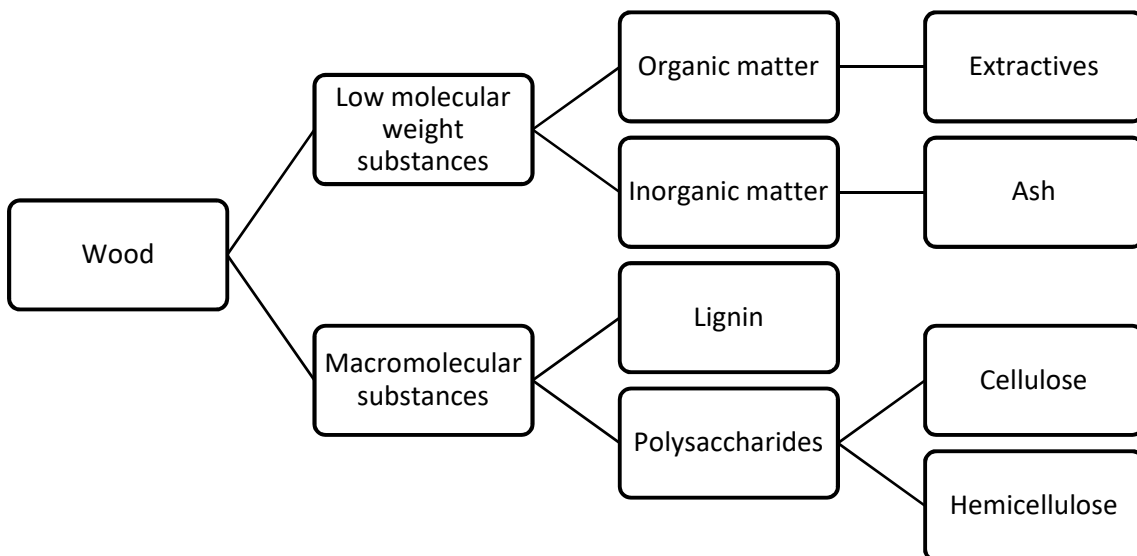 Organic matter
Extractives
Low molecular
weight
substances
Inorganic matter
Ash
Wood
Lignin
Macromolecular
substances
Cellulose
Polysaccharides
Hemicellulose